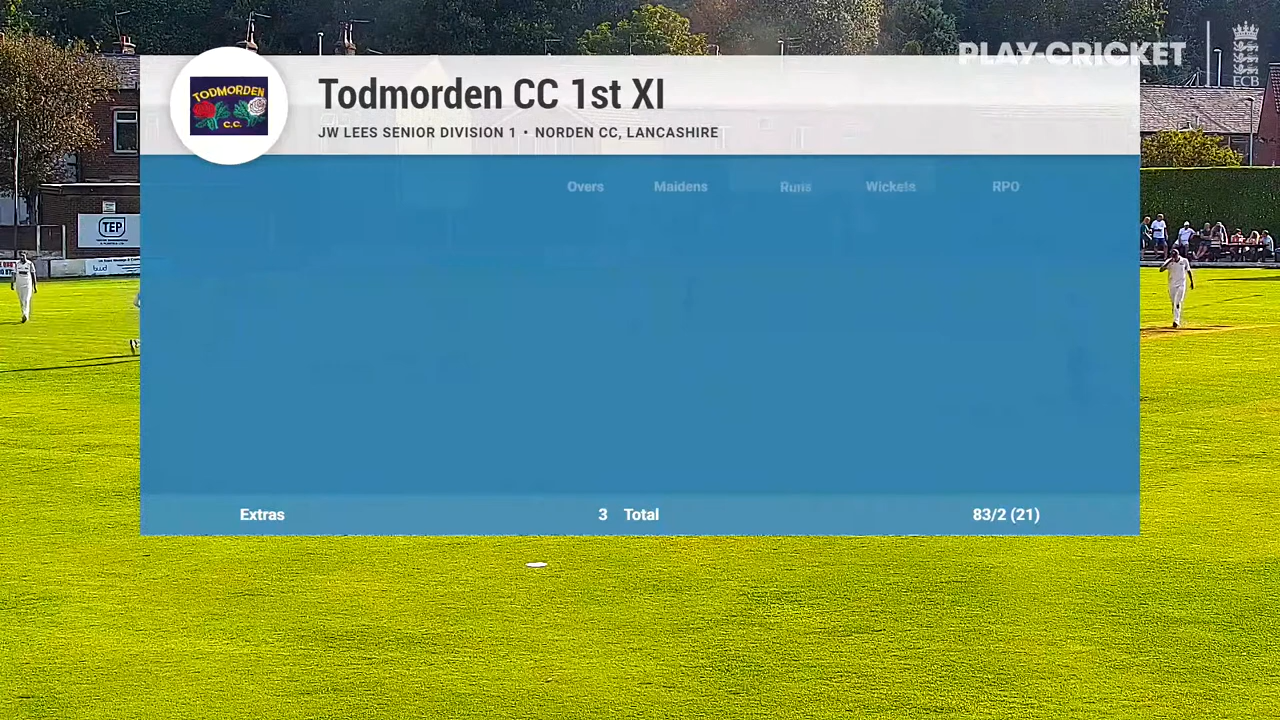 PLAY-CRICKET
ECB
TODMORDEN
C.C.
Todmorden CC 1st XI
JW LEES SENIOR DIVISION 1 • NORDEN CC, LANCASHIRE
Overs Maidens Runs Wickets RPO
TEP
Extras 3 Total 83/2 (21)